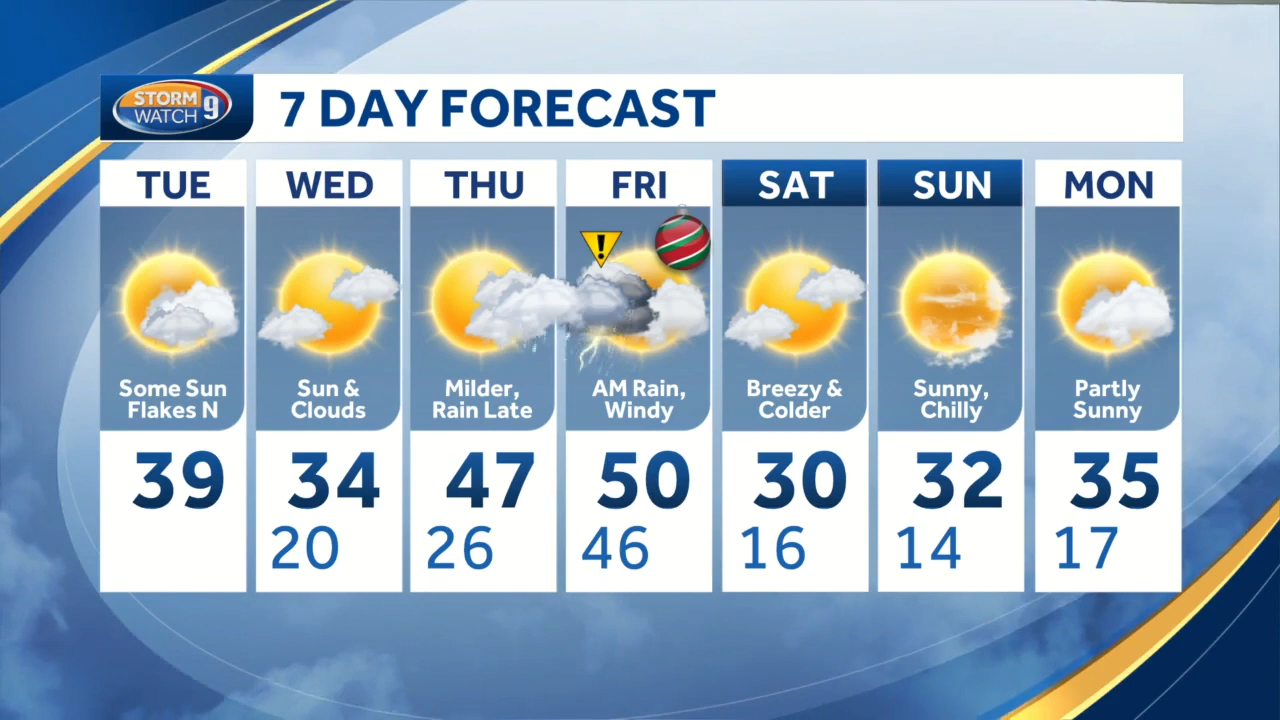 STORM
WATCH 9
7 DAY FORECAST
TUE WED THU FRI SAT SUN MON
!
Some Sun
Flakes N
Sun &
Clouds
Milder,
Rain Late
AM Rain,
Windy
Breezy &
Colder
Sunny,
Chilly
Partly
Sunny
39 34 47 50 30 32 35
20 26 46 16 14 17